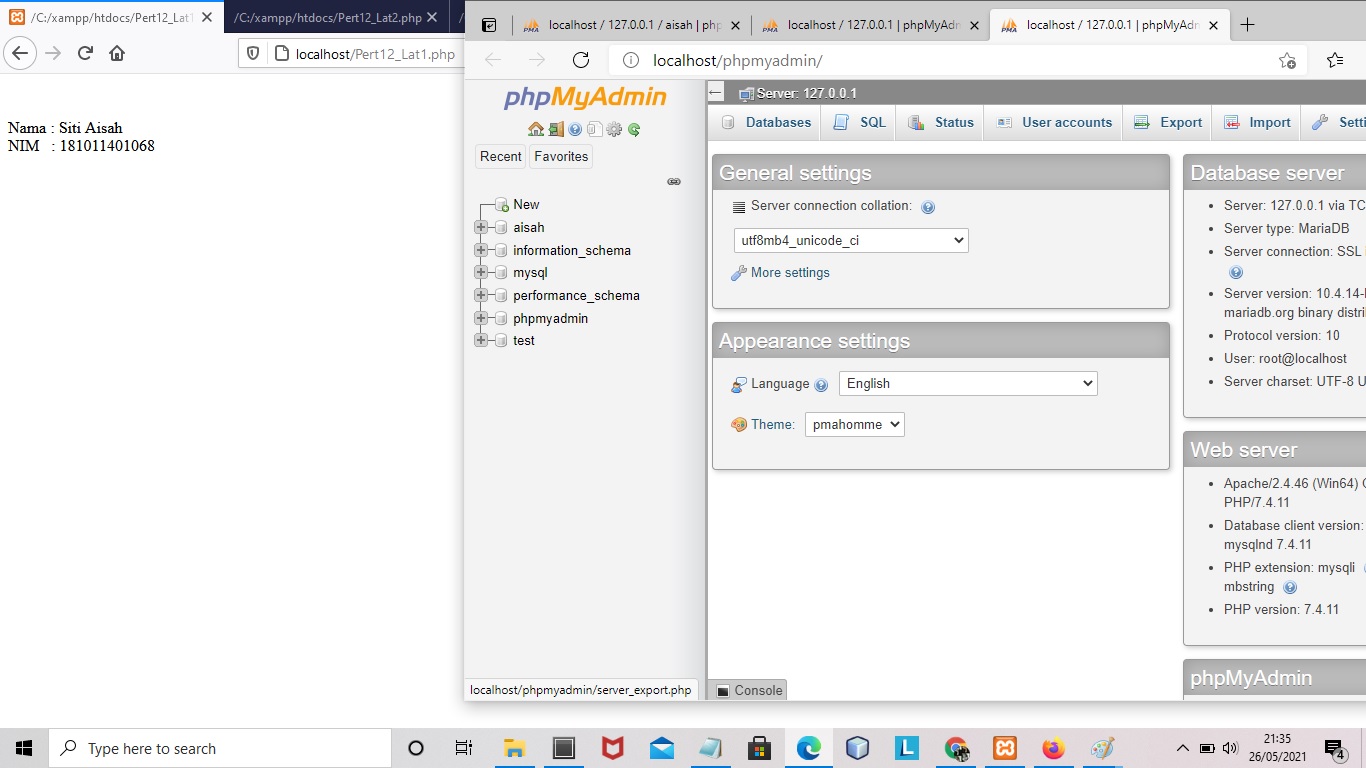 /C:/xampp/htdocs/Pert12_Lat1
/C:/xampp/htdocs/Pert12_Lat2.php
localhost/Pert12_Lat1.php
Nama : Siti Aisah
NIM : 181011401068
localhost / 127.0.0.1 / aisah | php
localhost / 127.0.0.1 | phpMyAdm
localhost / 127.0.0.1 | phpMyAdm
localhost/phpmyadmin/
phpMyAdmin
Recent
Favorites
New
aisah
information_schema
mysql
performance_schema
phpmyadmin
test
localhost/phpmyadmin/server_export.php
Server: 127.0.0.1
Databases
SQL
Status
User accounts
Export
Import
Setti
General settings
Server connection collation:
utf8mb4_unicode_ci
More settings
Appearance settings
Language
English
Theme:
pmahomme
Console
Database server
Server: 127.0.0.1 via TC
Server type: MariaDB
Server connection: SSL
Server version: 10.4.14-
mariadb.org binary distri
Protocol version: 10
User: root@localhost
Server charset: UTF-8 U
Web server
Apache/2.4.46 (Win64)
PHP/7.4.11
Database client version:
mysqlnd 7.4.11
PHP extension: mysqli
mbstring
PHP version: 7.4.11
phpMyAdmin
Type here to search
21:35
26/05/2021
4